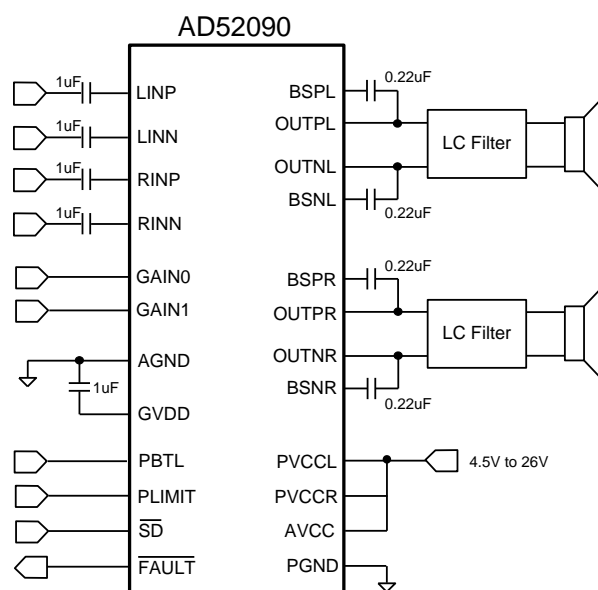 AD52090
1uF
LINP
1uF
LINN
1uF
RINP
1uF
RINN
GAIN0
GAIN1
AGND
1uF
GVDD
PBTL
PLIMIT
SD
FAULT
BSPL
0.22uF
OUTPL
LC Filter
OUTNL
BSNL
0.22uF
BSPR
0.22uF
OUTPR
LC Filter
OUTNR
BSNR
0.22uF
PVCCL
4.5V to 26V
PVCCR
AVCC
PGND